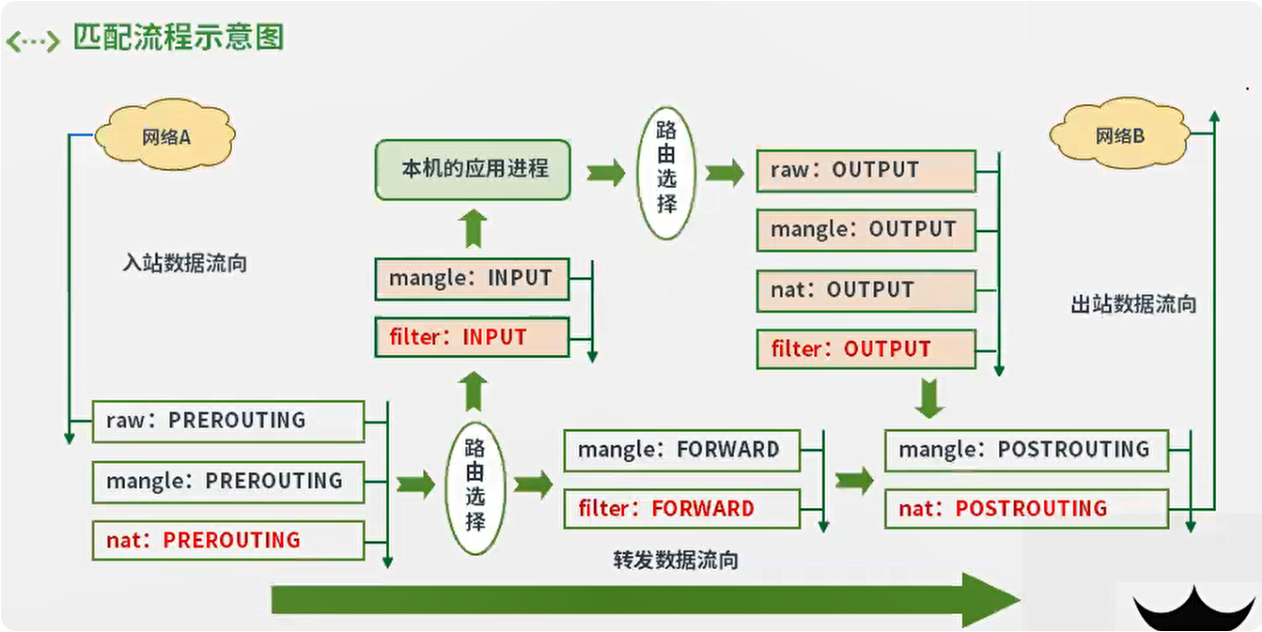 匹配流程示意图
网络A
入站数据流向
raw：PREROUTING
mangle：PREROUTING
nat：PREROUTING
路由选择
mangle：INPUT
filter：INPUT
本机的应用进程
路由选择
raw：OUTPUT
mangle：OUTPUT
nat：OUTPUT
filter：OUTPUT
mangle：FORWARD
filter：FORWARD
mangle：POSTROUTING
nat：POSTROUTING
网络B
出站数据流向
转发数据流向